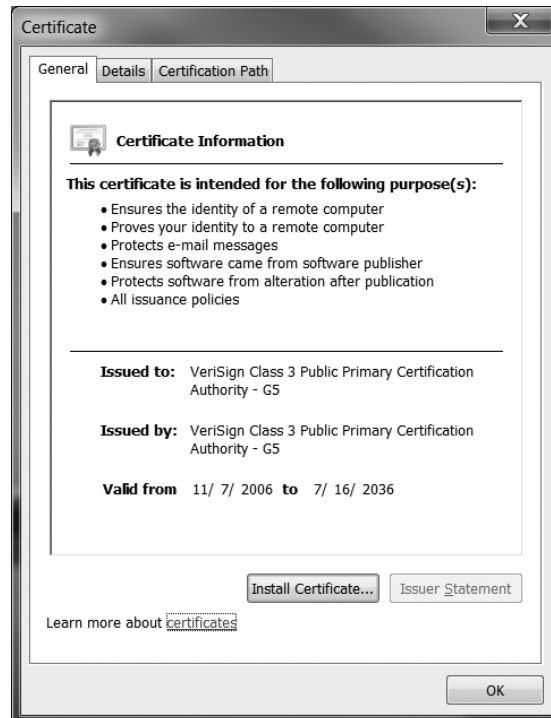 Certificate
X
General Details Certification Path
Certificate Information
This certificate is intended for the following purpose(s):
• Ensures the identity of a remote computer
• Proves your identity to a remote computer
• Protects e-mail messages
• Ensures software came from software publisher
• Protects software from alteration after publication
• All issuance policies
Issued to: VeriSign Class 3 Public Primary Certification
Authority - G5
Issued by: VeriSign Class 3 Public Primary Certification
Authority - G5
Valid from 11/ 7/ 2006 to 7/ 16/ 2036
Install Certificate... Issuer Statement
Learn more about certificates
OK